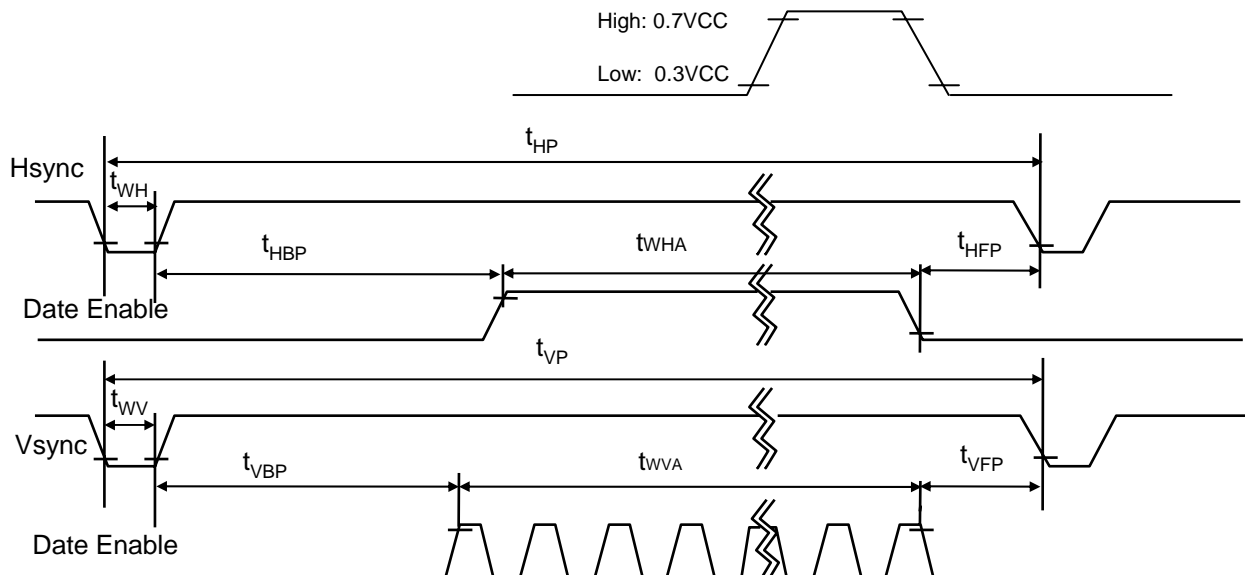 High: 0.7VCC
Low: 0.3VCC
tHP
Hsync
tWH
tHBP
tWHA
tHFP
Date Enable
tVP
tWV
Vsync
tVBP
tWVA
tVFP
Date Enable